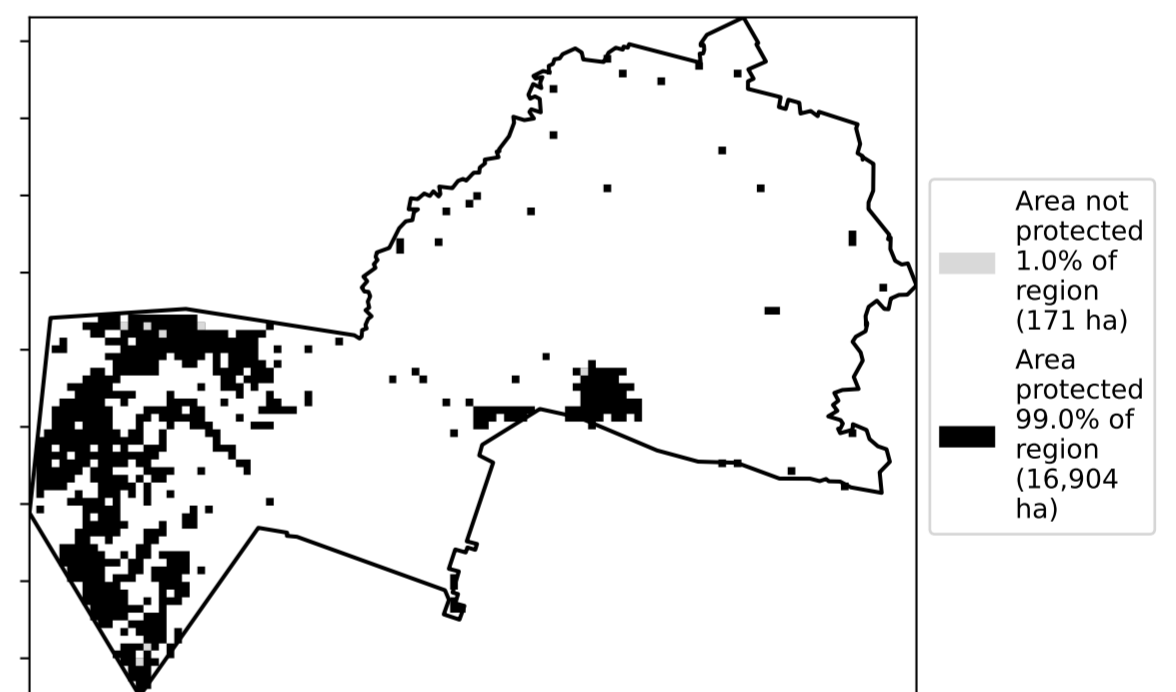 Area not
protected
1.0% of
region
(171 ha)
Area
protected
99.0% of
region
(16,904
ha)